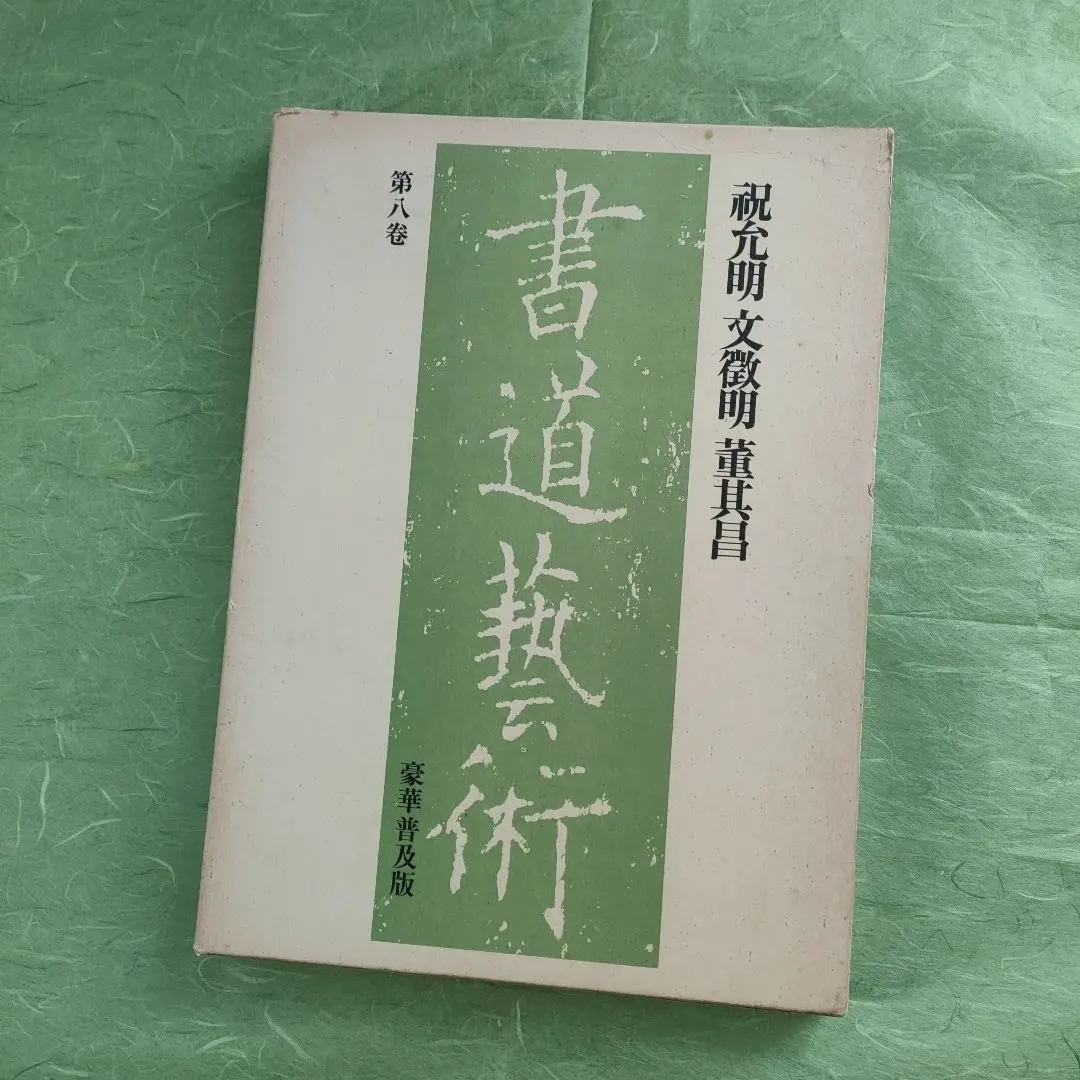 祝允明 文徵明 董其昌
書道藝術
第八卷
豪華普及版